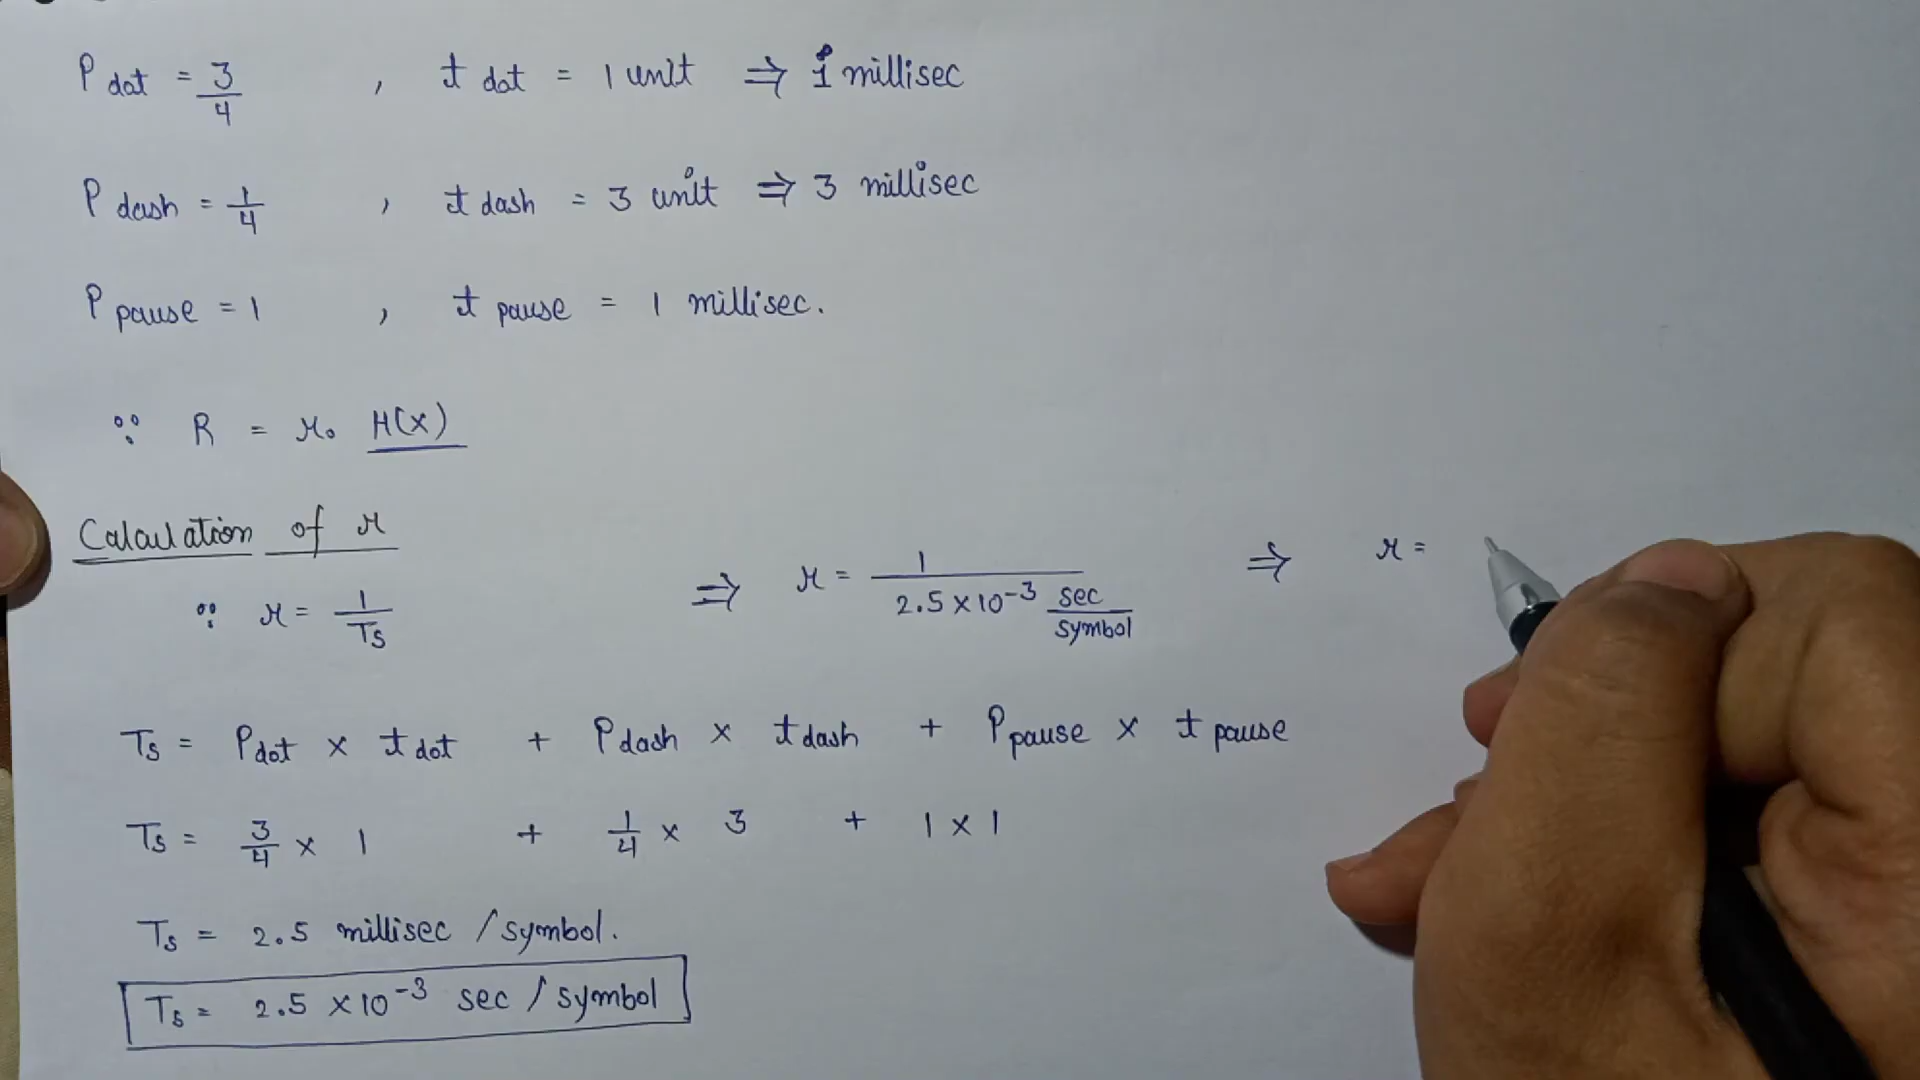 P dot = 3/4 , t dot = 1 unit ⇒ 1 millisec
P dash = 1/4 , t dash = 3 unit ⇒ 3 millisec
P pause = 1 , t pause = 1 millisec.
∵ R = r. H(X)
Calculation of r
∵ r = 1/Ts ⇒ r = 1/(2.5 × 10⁻³ sec/symbol) ⇒ r =
Ts = Pdot × t dot + Pdash × t dash + Ppause × t pause
Ts = 3/4 × 1 + 1/4 × 3 + 1 × 1
Ts = 2.5 millisec / symbol.
Ts = 2.5 × 10⁻³ sec / symbol